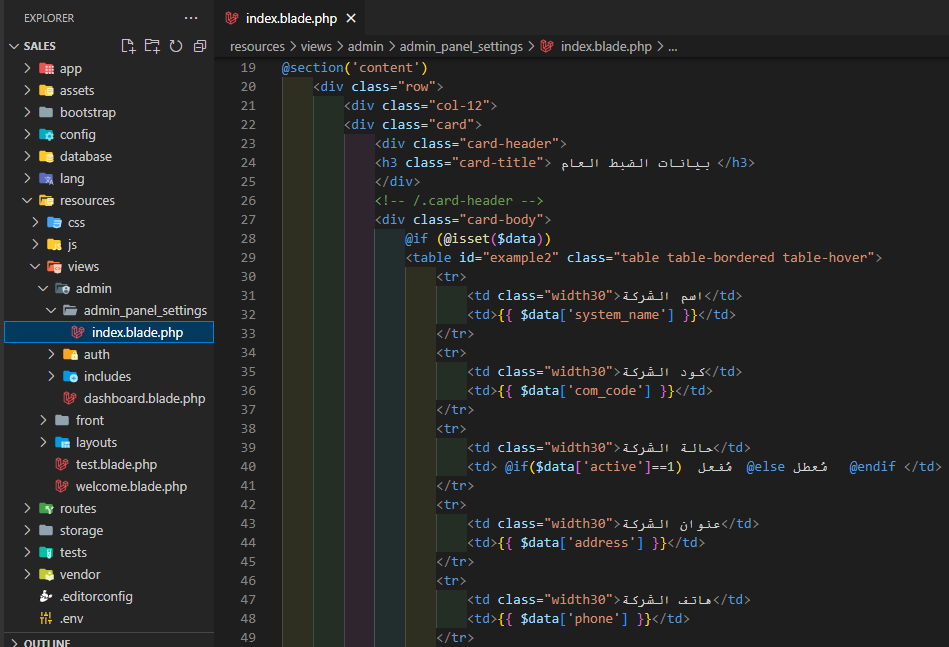 EXPLORER
SALES
app
assets
bootstrap
config
database
lang
resources
css
js
views
admin
admin_panel_settings
index.blade.php
auth
includes
dashboard.blade.php
front
layouts
test.blade.php
welcome.blade.php
routes
storage
tests
vendor
.editorconfig
.env
OUTLINE
index.blade.php
resources > views > admin > admin_panel_settings > index.blade.php > ...
19 @section('content')
20 <div class="row">
21 <div class="col-12">
22 <div class="card">
23 <div class="card-header">
24 <h3 class="card-title"> بيانات الضبط العام </h3>
25 </div>
26 <!-- /.card-header -->
27 <div class="card-body">
28 @if (@isset($data))
29 <table id="example2" class="table table-bordered table-hover">
30 <tr>
31 <td class="width30">اسم الشركة</td>
32 <td>{{ $data['system_name'] }}</td>
33 </tr>
34 <tr>
35 <td class="width30">كود الشركة</td>
36 <td>{{ $data['com_code'] }}</td>
37 </tr>
38 <tr>
39 <td class="width30">حالة الشركة</td>
40 <td> @if($data['active']==1) مُفعل @else مُعطل @endif </td>
41 </tr>
42 <tr>
43 <td class="width30">عنوان الشركة</td>
44 <td>{{ $data['address'] }}</td>
45 </tr>
46 <tr>
47 <td class="width30">هاتف الشركة</td>
48 <td>{{ $data['phone'] }}</td>
49 </tr>